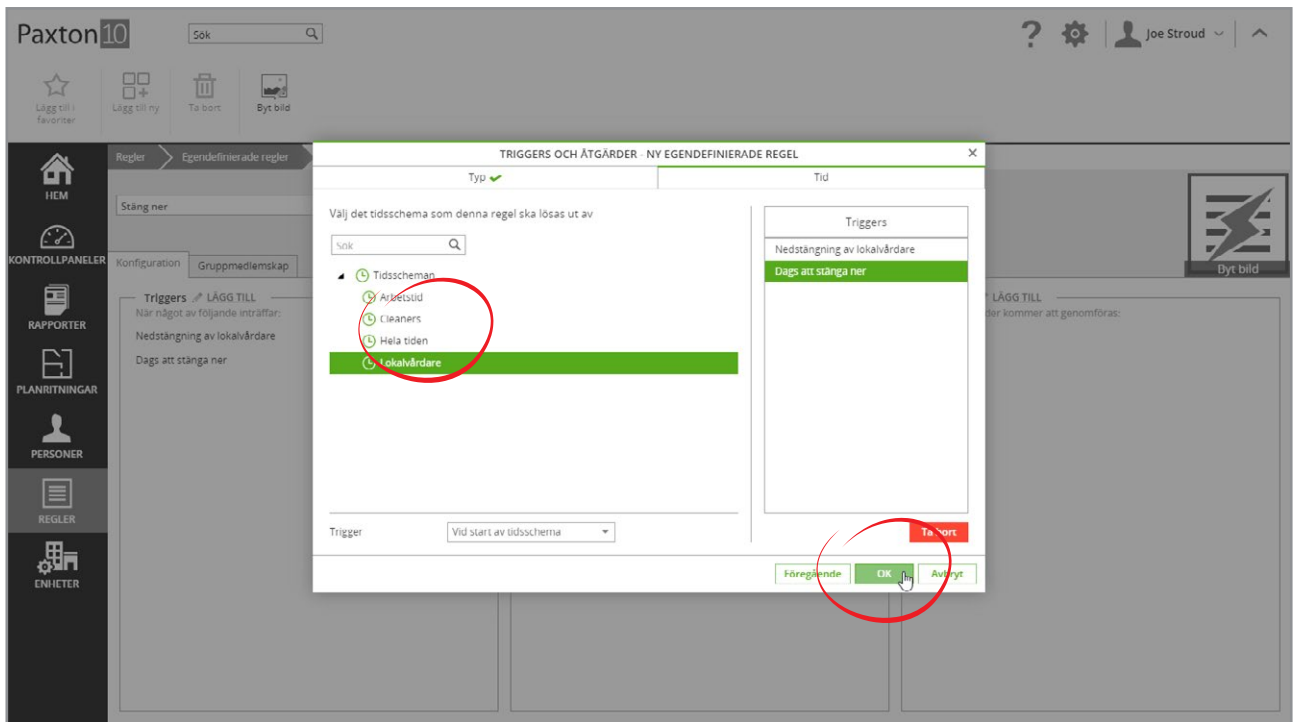 Paxton10
Sök
Joe Stroud
Lägg till i favoriter
Lägg till ny
Ta bort
Byt bild
HEM
KONTROLLPANELER
RAPPORTER
PLANRITNINGAR
PERSONER
REGLER
ENHETER
Regler
Egendefinierade regler
Stäng ner
Byt bild
Konfiguration
Gruppmedlemskap
Triggers LÄGG TILL
När något av följande inträffar:
Nedstängning av lokalvårdare
Dags att stänga ner
LÄGG TILL
der kommer att genomföras:
TRIGGERS OCH ÅTGÄRDER - NY EGENDEFINIERADE REGEL
Typ
Tid
Välj det tidsschema som denna regel ska lösas ut av
Sök
Tidsscheman
Arbetstid
Cleaners
Hela tiden
Lokalvårdare
Trigger
Vid start av tidsschema
Triggers
Nedstängning av lokalvårdare
Dags att stänga ner
Ta bort
Föregående
OK
Avbryt